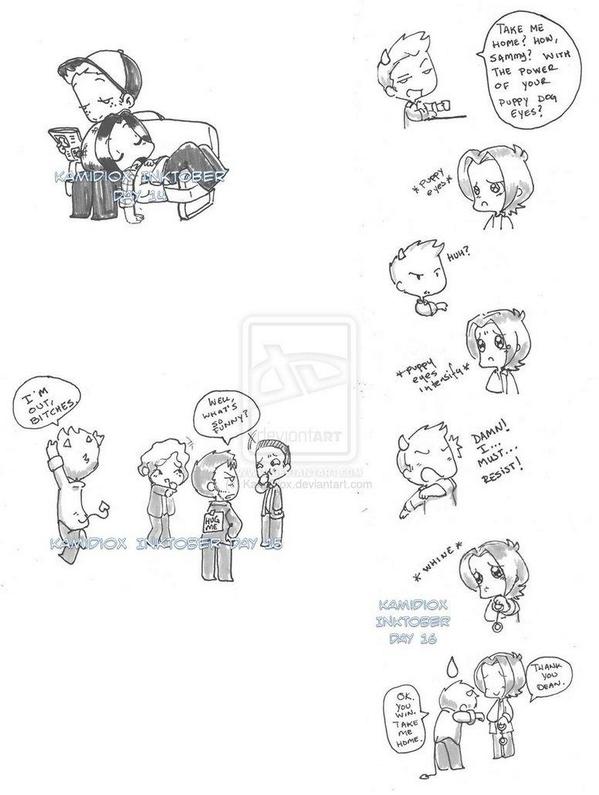 KAMIDIOX INKTOBER
DAY 14
TAKE ME
HOME? HOW,
SAMMY? WITH
THE POWER
OF YOUR
PUPPY DOG
EYES?
*PUPPY
EYES*
HUH?
*PUPPY
EYES
INTENSIFY*
DAMN!
I...
MUST...
RESIST!
*WHINE*
KAMIDIOX
INKTOBER
DAY 16
OK.
YOU
WIN.
TAKE
ME
HOME.
THANK
YOU
DEAN.
I'M
OUT,
BITCHES.
WELL,
WHAT'S
SO
FUNNY?
HUG
ME
KAMIDIOX INKTOBER DAY 15
deviantART
.deviantart.com